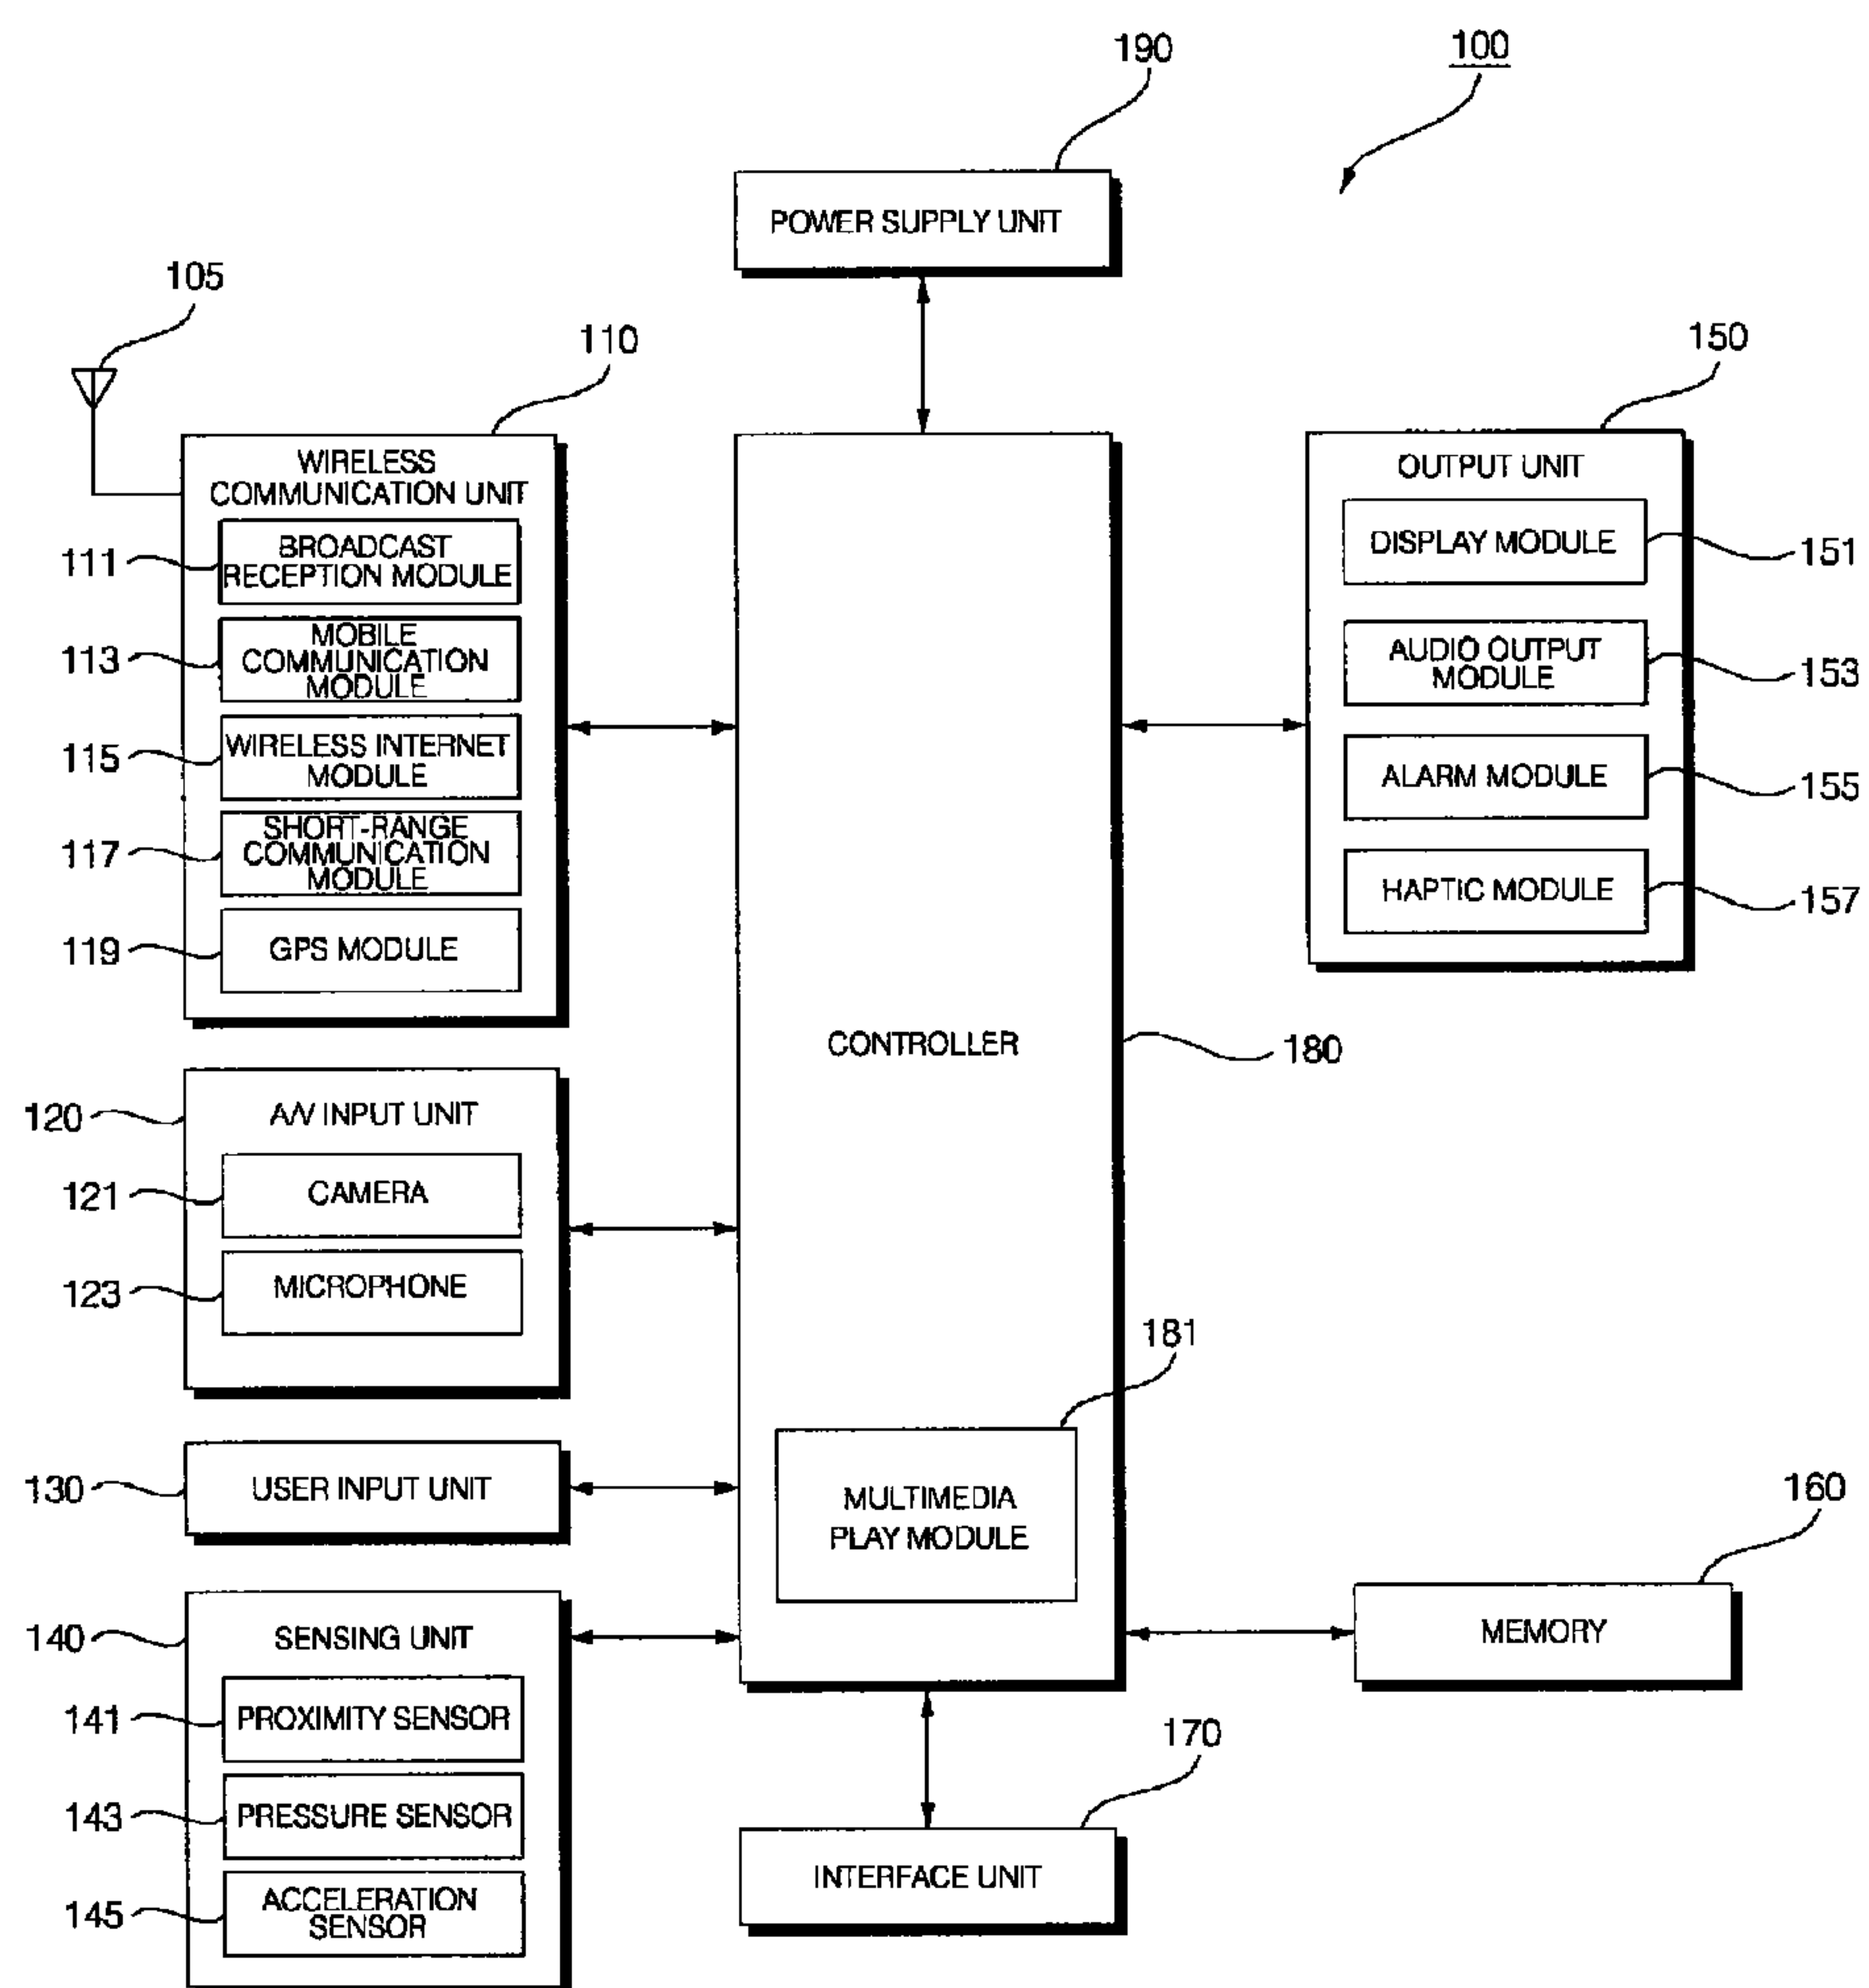 190
100
POWER SUPPLY UNIT
105
110
150
WIRELESS
COMMUNICATION UNIT
111
BROADCAST
RECEPTION MODULE
113
MOBILE
COMMUNICATION
MODULE
115
WIRELESS INTERNET
MODULE
117
SHORT-RANGE
COMMUNICATION
MODULE
119
GPS MODULE
OUTPUT UNIT
DISPLAY MODULE
151
AUDIO OUTPUT
MODULE
153
ALARM MODULE
155
HAPTIC MODULE
157
CONTROLLER
180
120
A/V INPUT UNIT
121
CAMERA
123
MICROPHONE
181
MULTIMEDIA
PLAY MODULE
130
USER INPUT UNIT
160
MEMORY
140
SENSING UNIT
141
PROXIMITY SENSOR
143
PRESSURE SENSOR
145
ACCELERATION
SENSOR
170
INTERFACE UNIT